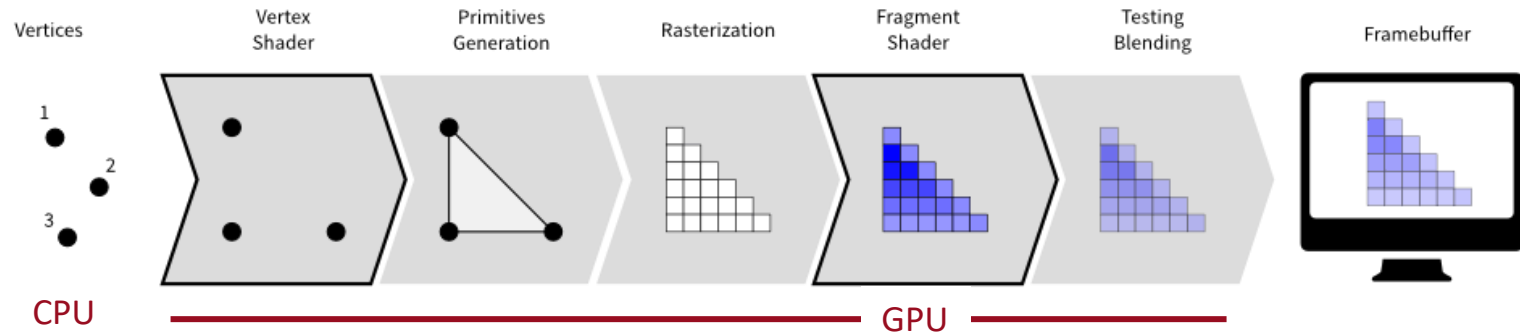 Vertices
Vertex
Shader
Primitives
Generation
Rasterization
Fragment
Shader
Testing
Blending
Framebuffer
1
2
3
CPU
GPU